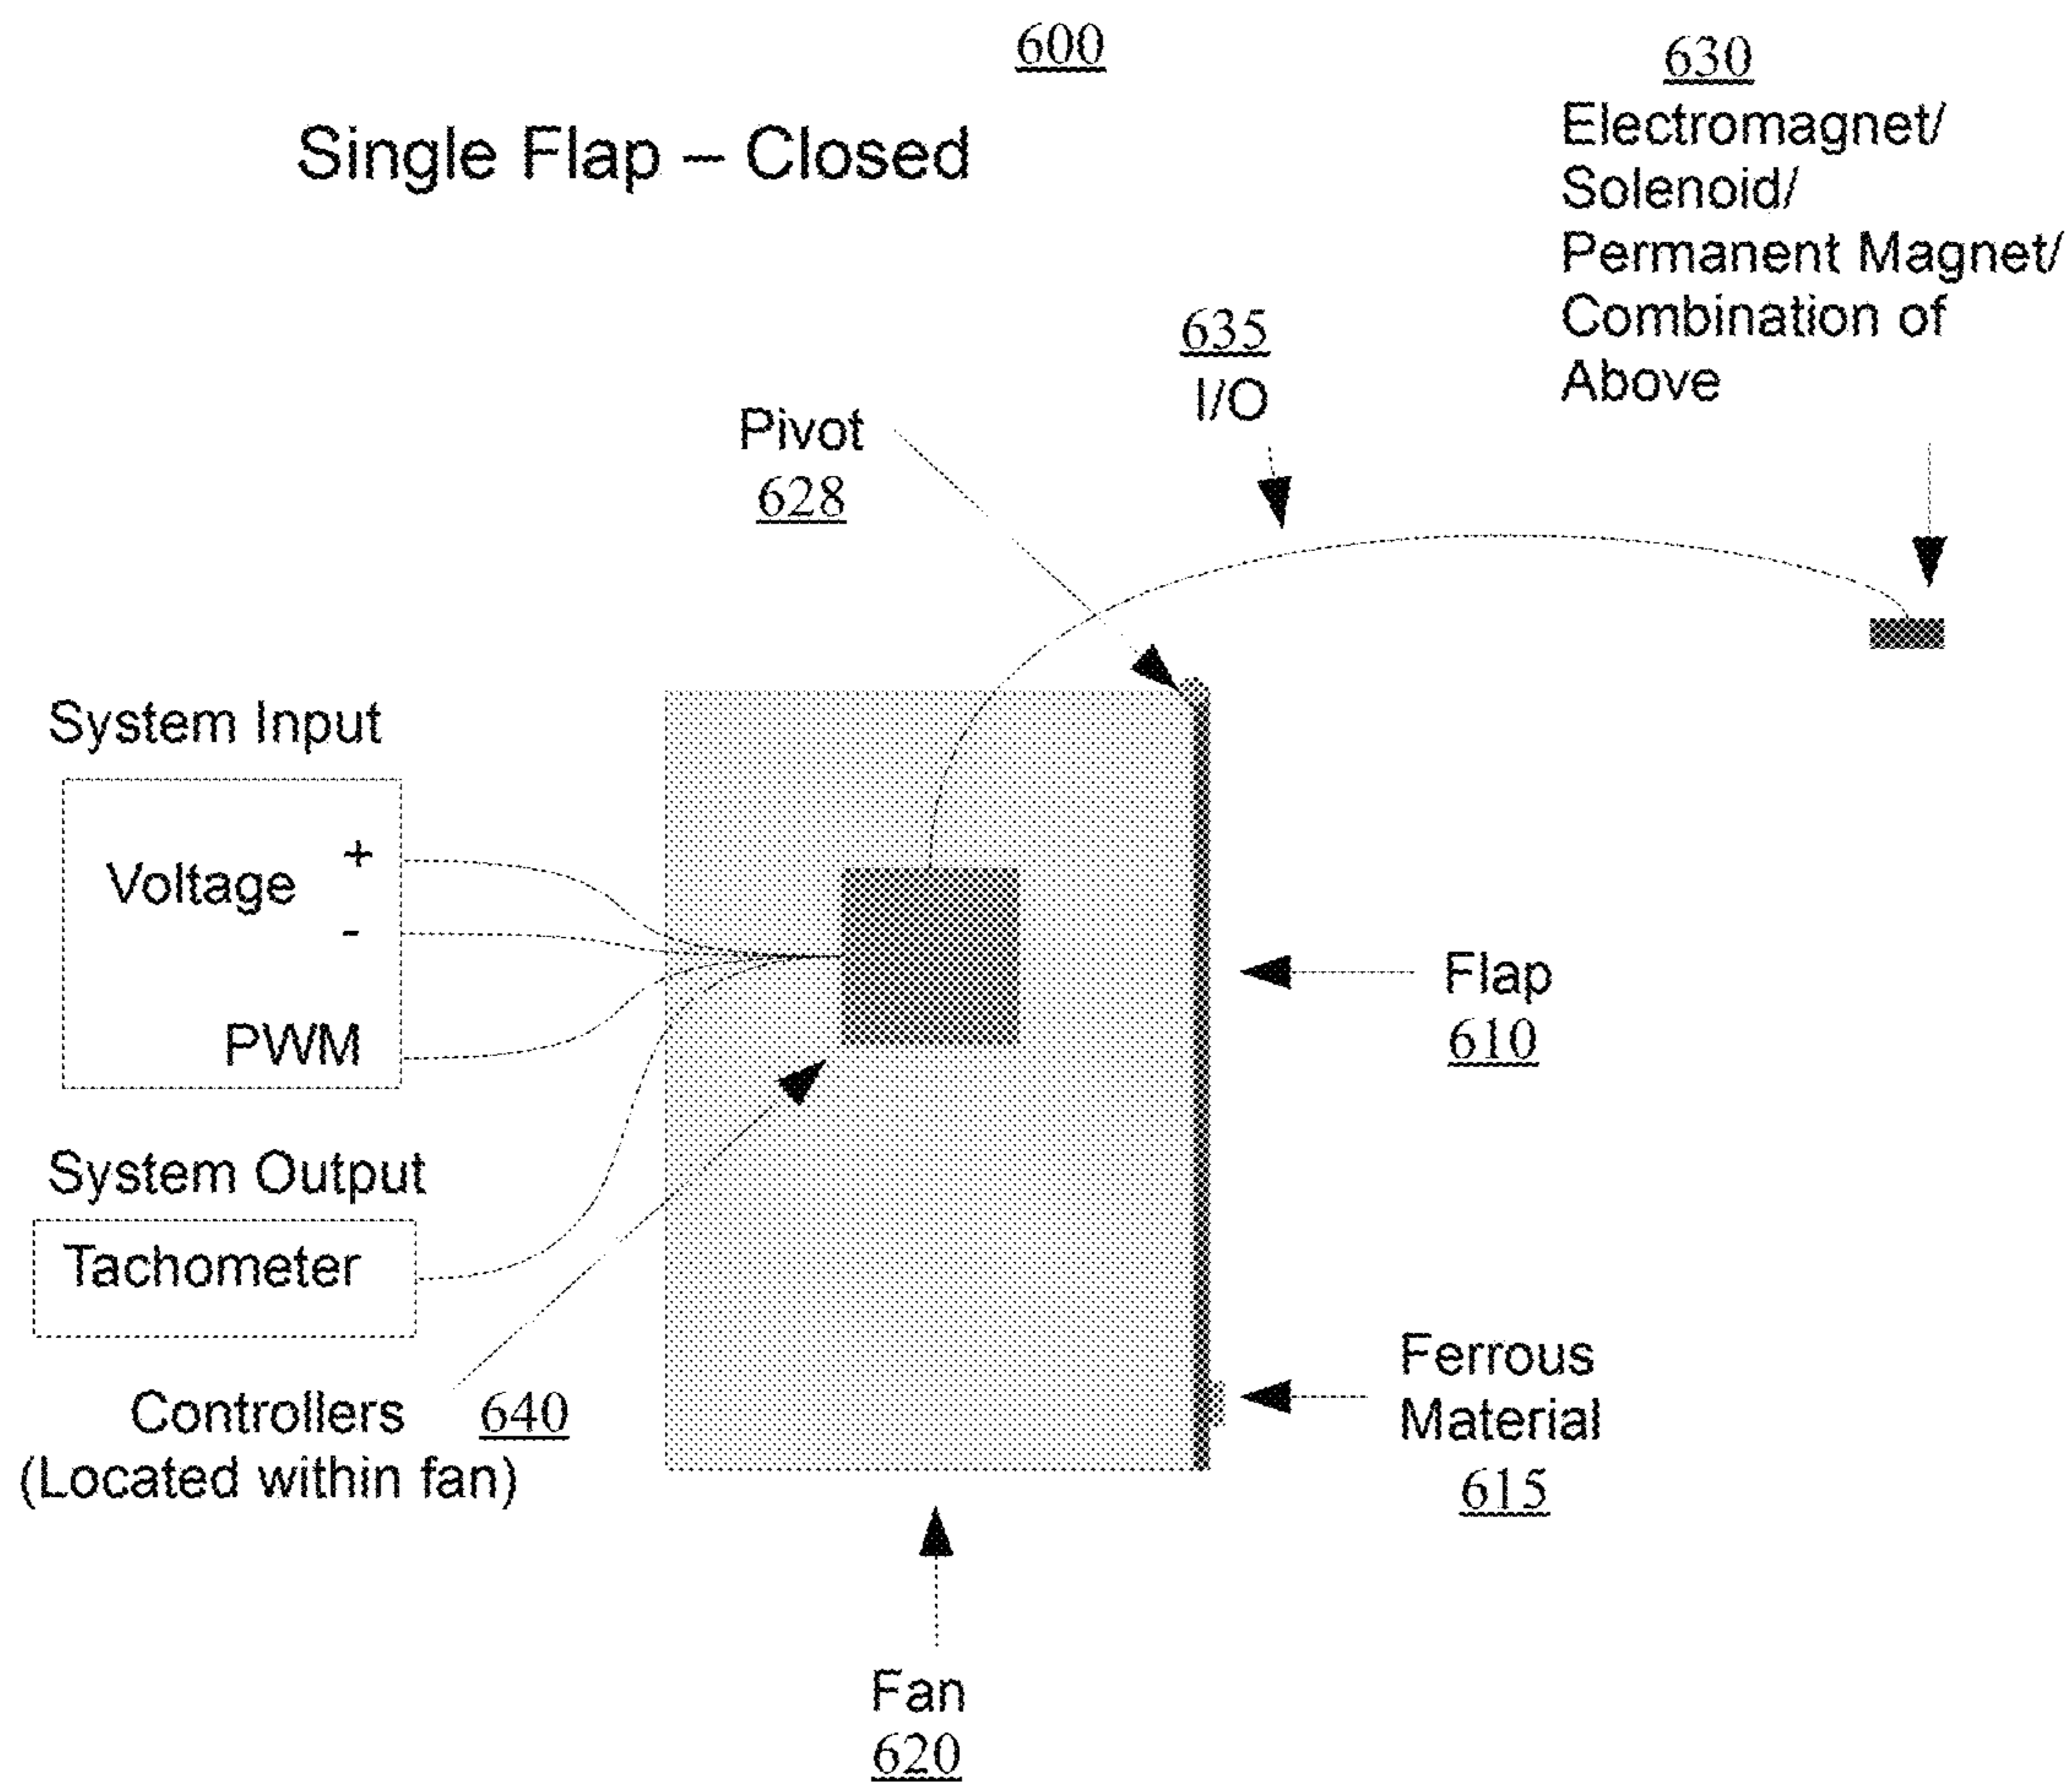 600
Single Flap – Closed
630
Electromagnet/
Solenoid/
Permanent Magnet/
Combination of
Above
635
I/O
Pivot
628
System Input
Voltage
+
-
PWM
System Output
Tachometer
Controllers 640
(Located within fan)
Flap
610
Ferrous
Material
615
Fan
620